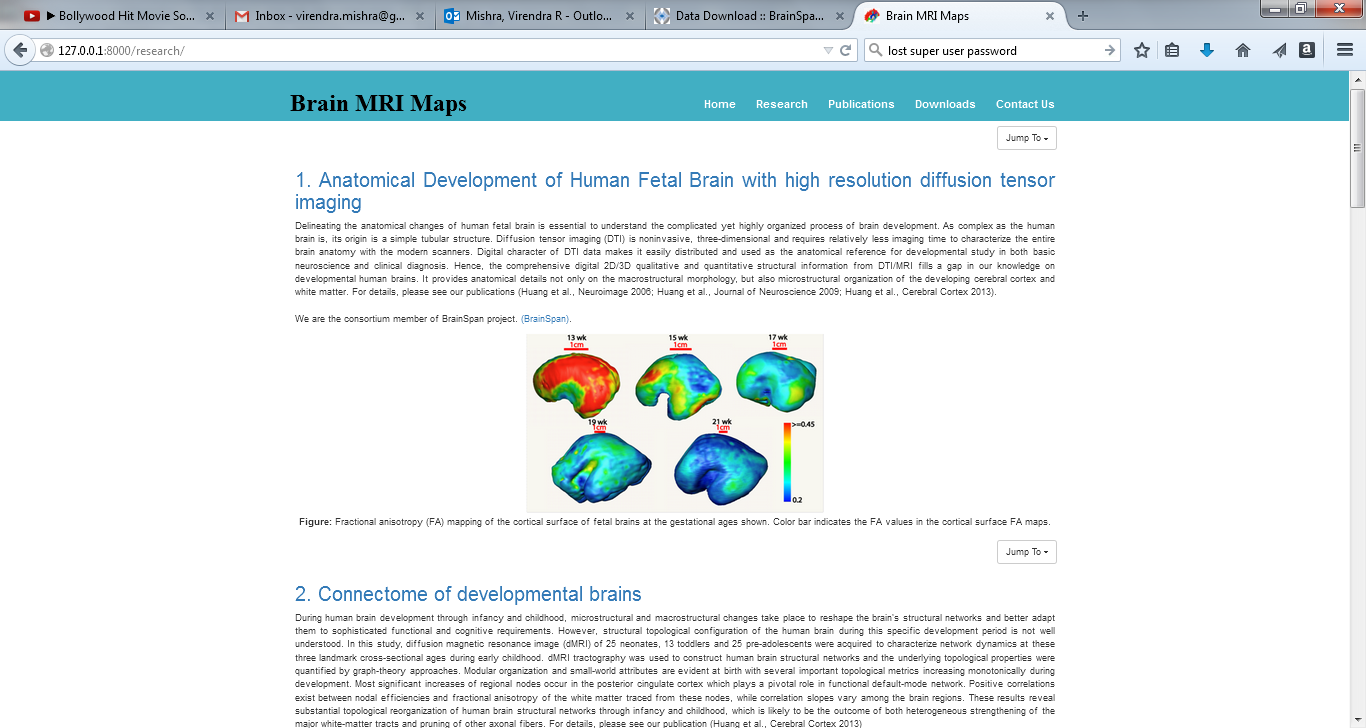 ▶ Bollywood Hit Movie So...
Inbox - virendra.mishra@g...
Mishra, Virendra R - Outlo...
Data Download :: BrainSpa...
Brain MRI Maps
127.0.0.1:8000/research/
lost super user password
Brain MRI Maps
Home Research Publications Downloads Contact Us
Jump To
1. Anatomical Development of Human Fetal Brain with high resolution diffusion tensor
imaging
Delineating the anatomical changes of human fetal brain is essential to understand the complicated yet highly organized process of brain development. As complex as the human
brain is, its origin is a simple tubular structure. Diffusion tensor imaging (DTI) is noninvasive, three-dimensional and requires relatively less imaging time to characterize the entire
brain anatomy with the modern scanners. Digital character of DTI data makes it easily distributed and used as the anatomical reference for developmental study in both basic
neuroscience and clinical diagnosis. Hence, the comprehensive digital 2D/3D qualitative and quantitative structural information from DTI/MRI fills a gap in our knowledge on
developmental human brains. It provides anatomical details not only on the macrostructural morphology, but also microstructural organization of the developing cerebral cortex and
white matter. For details, please see our publications (Huang et al., Neuroimage 2006; Huang et al., Journal of Neuroscience 2009; Huang et al., Cerebral Cortex 2013).
We are the consortium member of BrainSpan project. (BrainSpan).
13 wk 15 wk 17 wk
1cm 1cm 1cm
19 wk 21 wk
1cm 1cm
>=0.45
0.2
Figure: Fractional anisotropy (FA) mapping of the cortical surface of fetal brains at the gestational ages shown. Color bar indicates the FA values in the cortical surface FA maps.
Jump To
2. Connectome of developmental brains
During human brain development through infancy and childhood, microstructural and macrostructural changes take place to reshape the brain's structural networks and better adapt
them to sophisticated functional and cognitive requirements. However, structural topological configuration of the human brain during this specific development period is not well
understood. In this study, diffusion magnetic resonance image (dMRI) of 25 neonates, 13 toddlers and 25 pre-adolescents were acquired to characterize network dynamics at these
three landmark cross-sectional ages during early childhood. dMRI tractography was used to construct human brain structural networks and the underlying topological properties were
quantified by graph-theory approaches. Modular organization and small-world attributes are evident at birth with several important topological metrics increasing monotonically during
development. Most significant increases of regional nodes occur in the posterior cingulate cortex which plays a pivotal role in functional default-mode network. Positive correlations
exist between nodal efficiencies and fractional anisotropy of the white matter traced from these nodes, while correlation slopes vary among the brain regions. These results reveal
substantial topological reorganization of human brain structural networks through infancy and childhood, which is likely to be the outcome of both heterogeneous strengthening of the
major white-matter tracts and pruning of other axonal fibers. For details, please see our publication (Huang et al., Cerebral Cortex 2013)